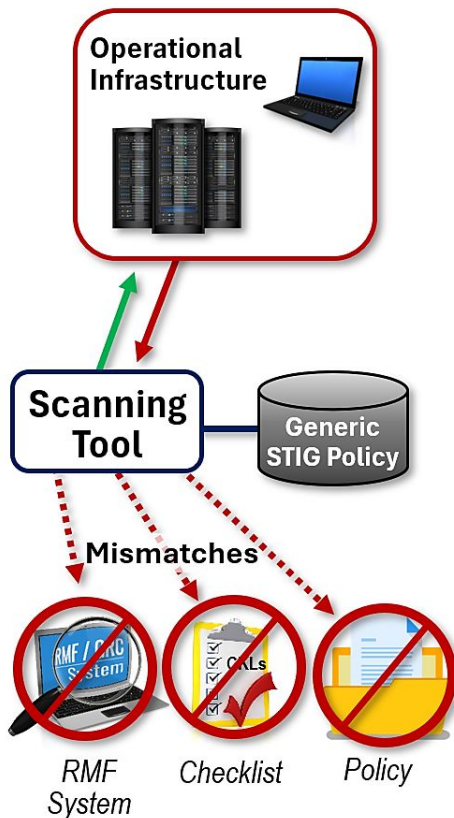 Operational
Infrastructure
Scanning
Tool
Generic
STIG Policy
Mismatches
RMF / GRC
System
CKLs
RMF
System
Checklist
Policy